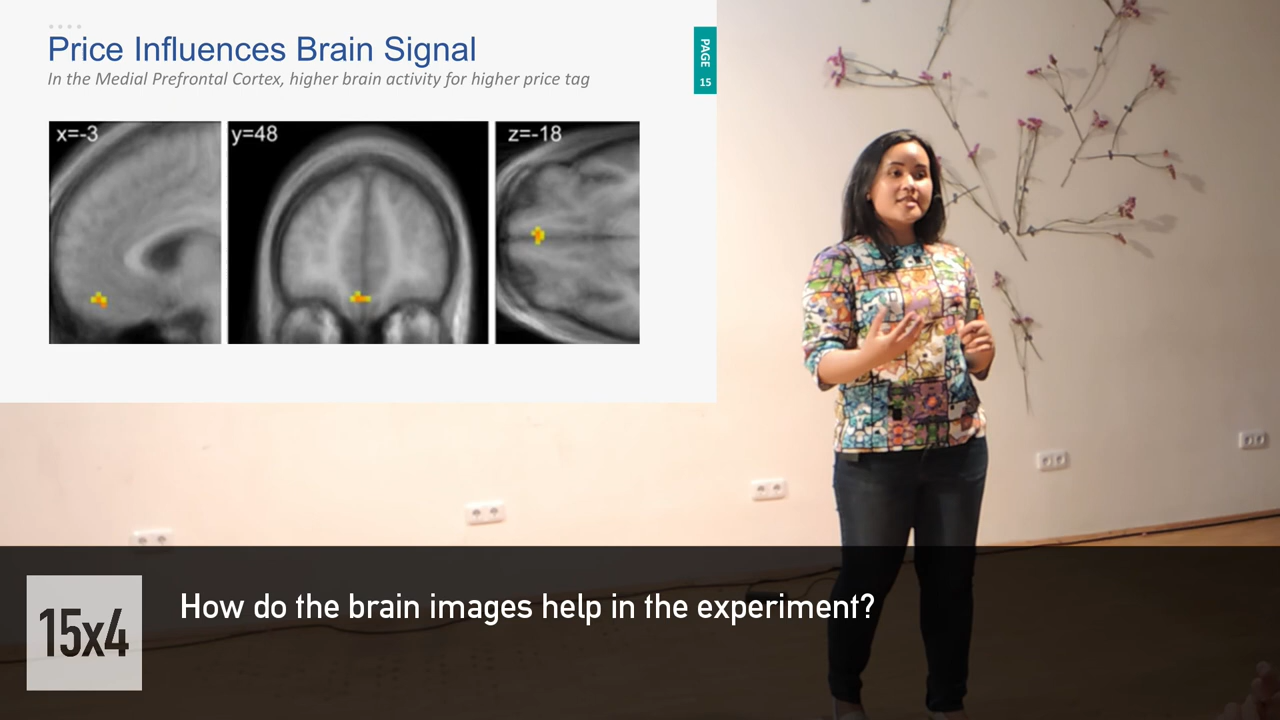 Price Influences Brain Signal
In the Medial Prefrontal Cortex, higher brain activity for higher price tag
PAGE
15
x=-3
y=48
z=-18
15x4
How do the brain images help in the experiment?